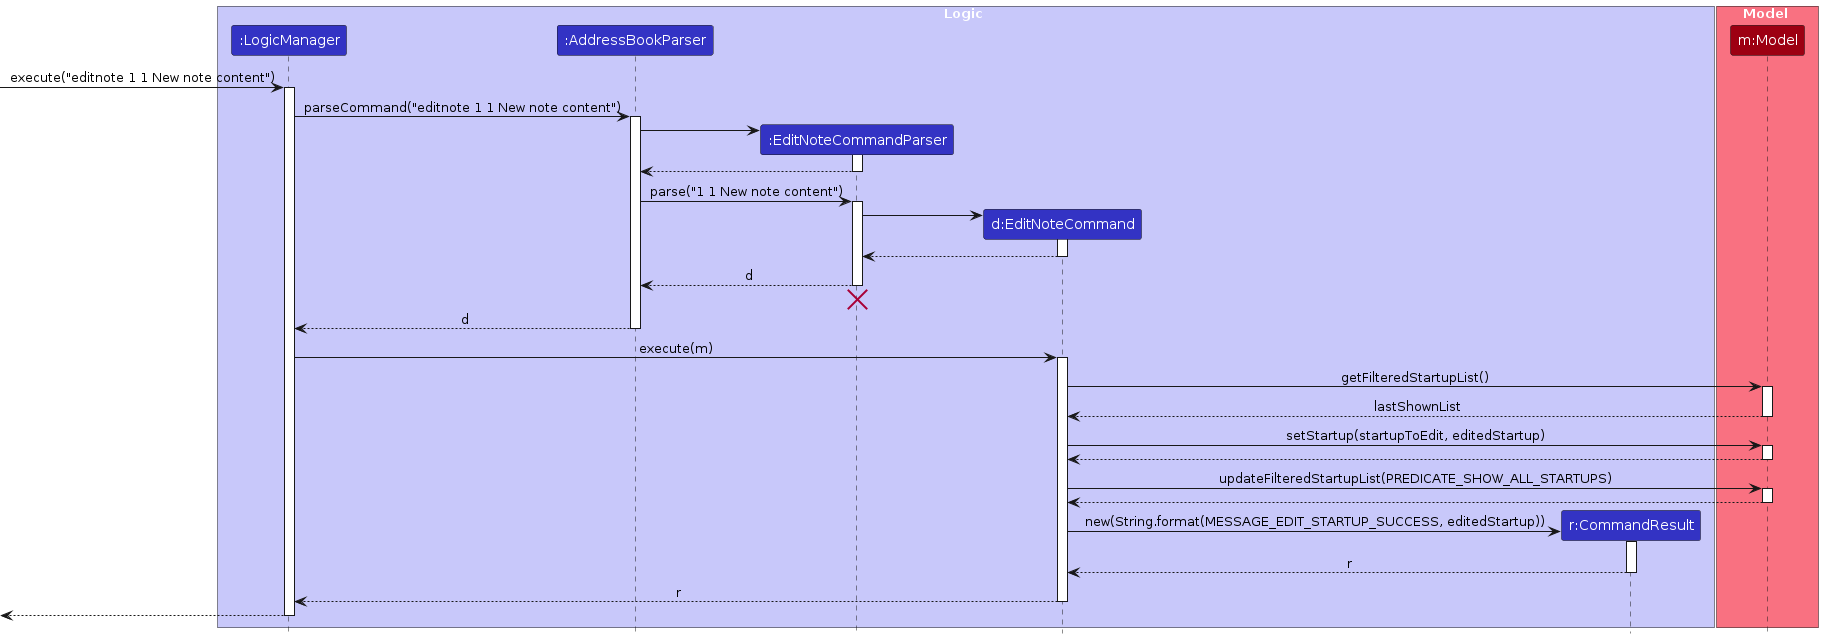 Logic
Model
:LogicManager
:AddressBookParser
m:Model
execute("editnote 1 1 New note content")
parseCommand("editnote 1 1 New note content")
:EditNoteCommandParser
parse("1 1 New note content")
d:EditNoteCommand
d
d
execute(m)
getFilteredStartupList()
lastShownList
setStartup(startupToEdit, editedStartup)
updateFilteredStartupList(PREDICATE_SHOW_ALL_STARTUPS)
new(String.format(MESSAGE_EDIT_STARTUP_SUCCESS, editedStartup))
r:CommandResult
r
r